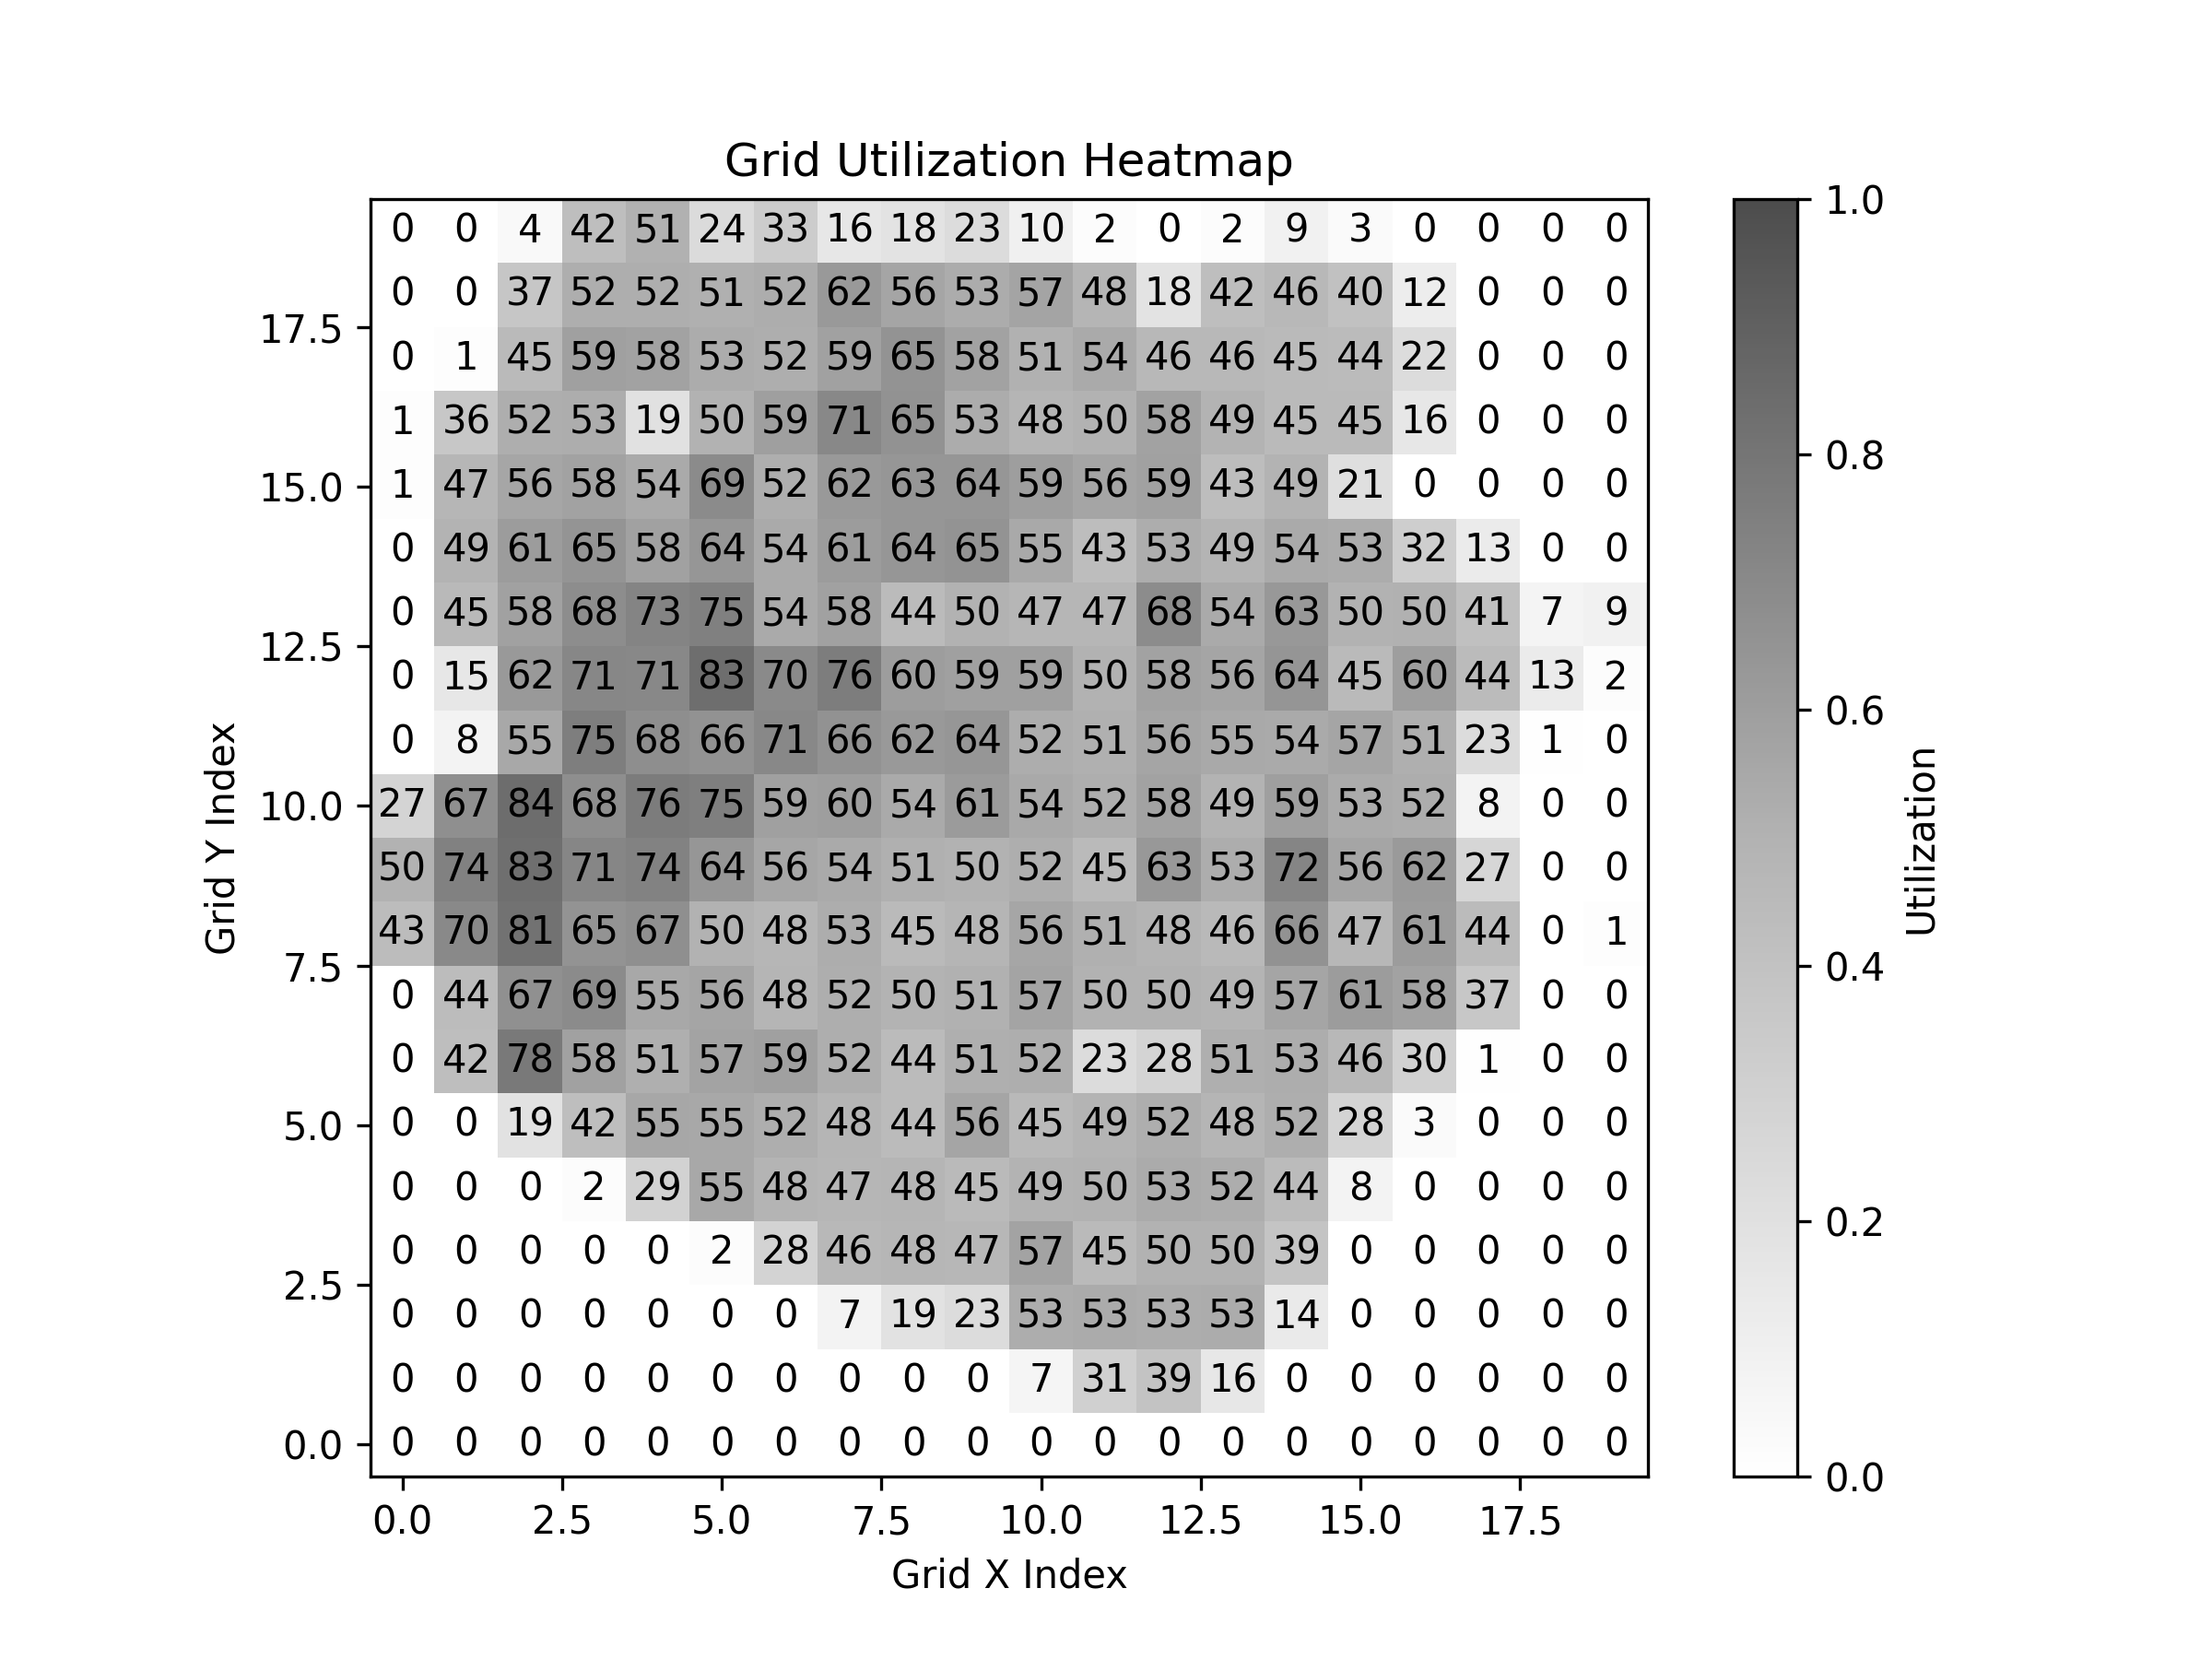 Grid Utilization Heatmap
0 0 4 42 51 24 33 16 18 23 10 2 0 2 9 3 0 0 0 0
0 0 37 52 52 51 52 62 56 53 57 48 18 42 46 40 12 0 0 0
17.5
0 1 45 59 58 53 52 59 65 58 51 54 46 46 45 44 22 0 0 0
1 36 52 53 19 50 59 71 65 53 48 50 58 49 45 45 16 0 0 0
15.0 1 47 56 58 54 69 52 62 63 64 59 56 59 43 49 21 0 0 0 0
0 49 61 65 58 64 54 61 64 65 55 43 53 49 54 53 32 13 0 0
0 45 58 68 73 75 54 58 44 50 47 47 68 54 63 50 50 41 7 9
12.5
0 15 62 71 71 83 70 76 60 59 59 50 58 56 64 45 60 44 13 2
0 8 55 75 68 66 71 66 62 64 52 51 56 55 54 57 51 23 1 0
10.0 27 67 84 68 76 75 59 60 54 61 54 52 58 49 59 53 52 8 0 0
50 74 83 71 74 64 56 54 51 50 52 45 63 53 72 56 62 27 0 0
43 70 81 65 67 50 48 53 45 48 56 51 48 46 66 47 61 44 0 1
7.5
0 44 67 69 55 56 48 52 50 51 57 50 50 49 57 61 58 37 0 0
0 42 78 58 51 57 59 52 44 51 52 23 28 51 53 46 30 1 0 0
5.0 0 0 19 42 55 55 52 48 44 56 45 49 52 48 52 28 3 0 0 0
0 0 0 2 29 55 48 47 48 45 49 50 53 52 44 8 0 0 0 0
0 0 0 0 0 2 28 46 48 47 57 45 50 50 39 0 0 0 0 0
2.5
0 0 0 0 0 0 0 7 19 23 53 53 53 53 14 0 0 0 0 0
0 0 0 0 0 0 0 0 0 0 7 31 39 16 0 0 0 0 0 0
0.0 0 0 0 0 0 0 0 0 0 0 0 0 0 0 0 0 0 0 0 0
0.0 2.5 5.0 7.5 10.0 12.5 15.0 17.5
Grid X Index
Grid Y Index
1.0
0.8
0.6
0.4
0.2
0.0
Utilization